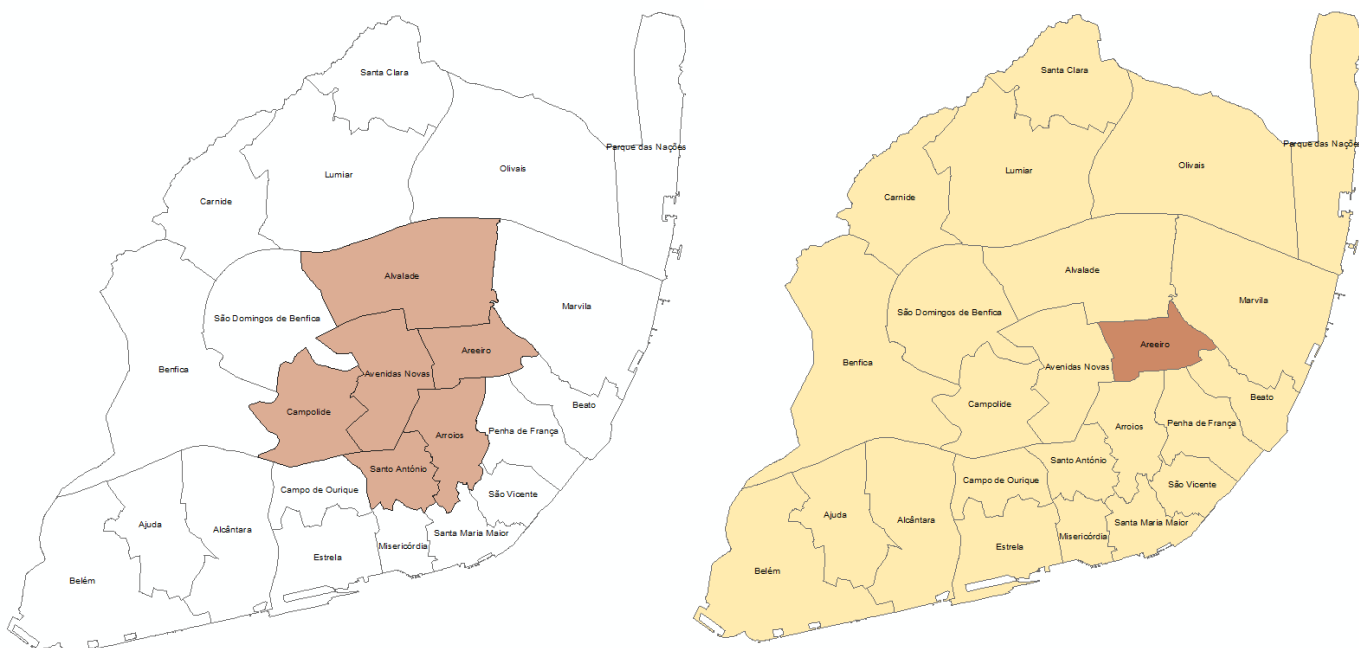 Santa Clara
Parque das Nações
Olivais
Lumiar
Carnide
Alvalade
Marvila
São Domingos de Benfica
Areeiro
Benfica
Avenidas Novas
Beato
Campolide
Arroios
Penha de França
Santo António
Campo de Ourique
São Vicente
Ajuda
Alcântara
Santa Maria Maior
Misericórdia
Estrela
Belém
Santa Clara
Parque das Nações
Olivais
Lumiar
Carnide
Alvalade
Marvila
São Domingos de Benfica
Areeiro
Benfica
Avenidas Novas
Beato
Campolide
Arroios
Penha de França
Santo António
Campo de Ourique
São Vicente
Ajuda
Alcântara
Santa Maria Maior
Misericórdia
Estrela
Belém